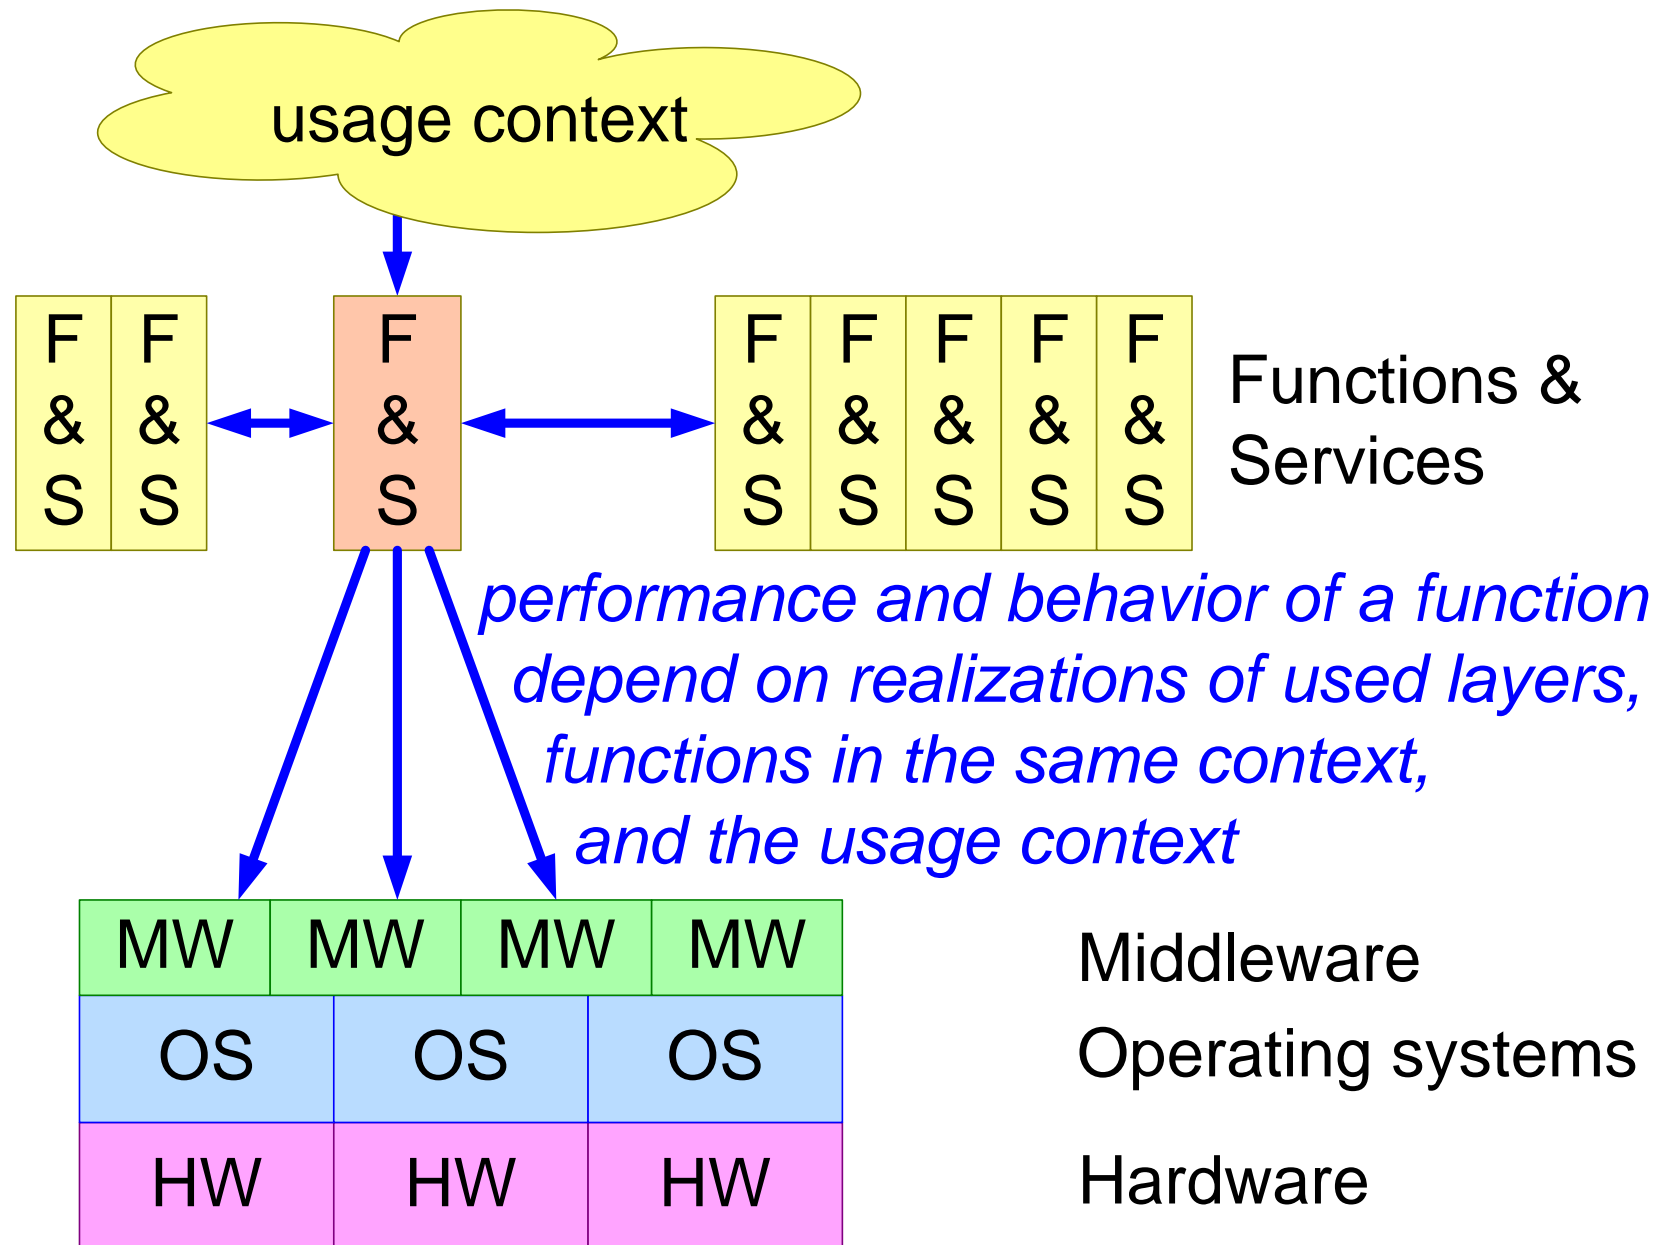 usage context
F F F F F F F F
& & & & & & & &
S S S S S S S S
Functions &
Services
performance and behavior of a function
depend on realizations of used layers,
functions in the same context,
and the usage context
MW MW MW MW
Middleware
OS OS OS
Operating systems
HW HW HW
Hardware